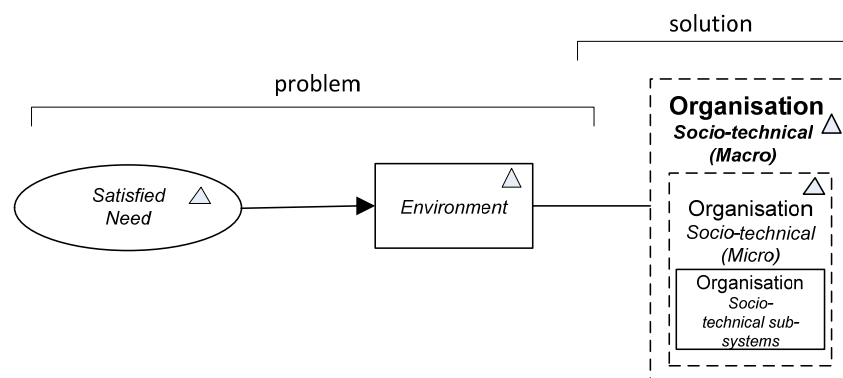 solution
problem
Organisation
Socio-technical
(Macro)
Satisfied
Need
Environment
Organisation
Socio-technical
(Micro)
Organisation
Socio-
technical sub-
systems